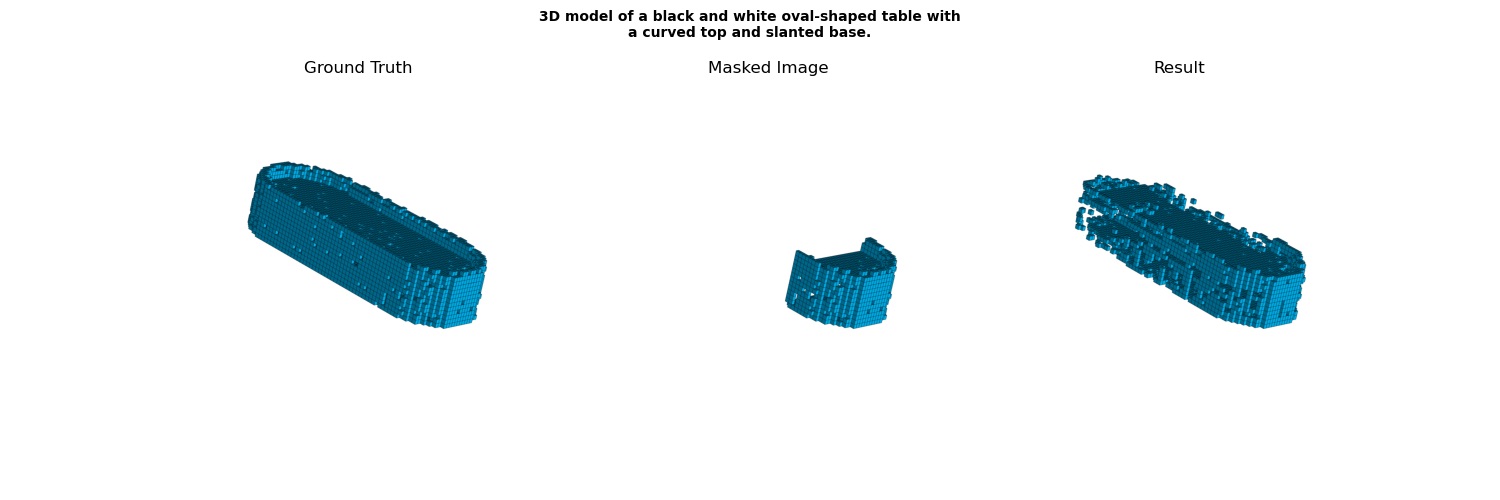 3D model of a black and white oval-shaped table with
a curved top and slanted base.
Ground Truth
Masked Image
Result